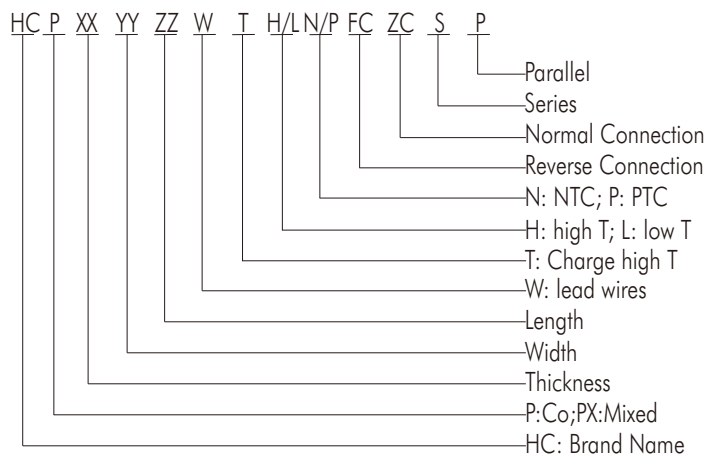 HC P XX YY ZZ W T H/L N/P FC ZC S P
Parallel
Series
Normal Connection
Reverse Connection
N: NTC; P: PTC
H: high T; L: low T
T: Charge high T
W: lead wires
Length
Width
Thickness
P:Co;PX:Mixed
HC: Brand Name